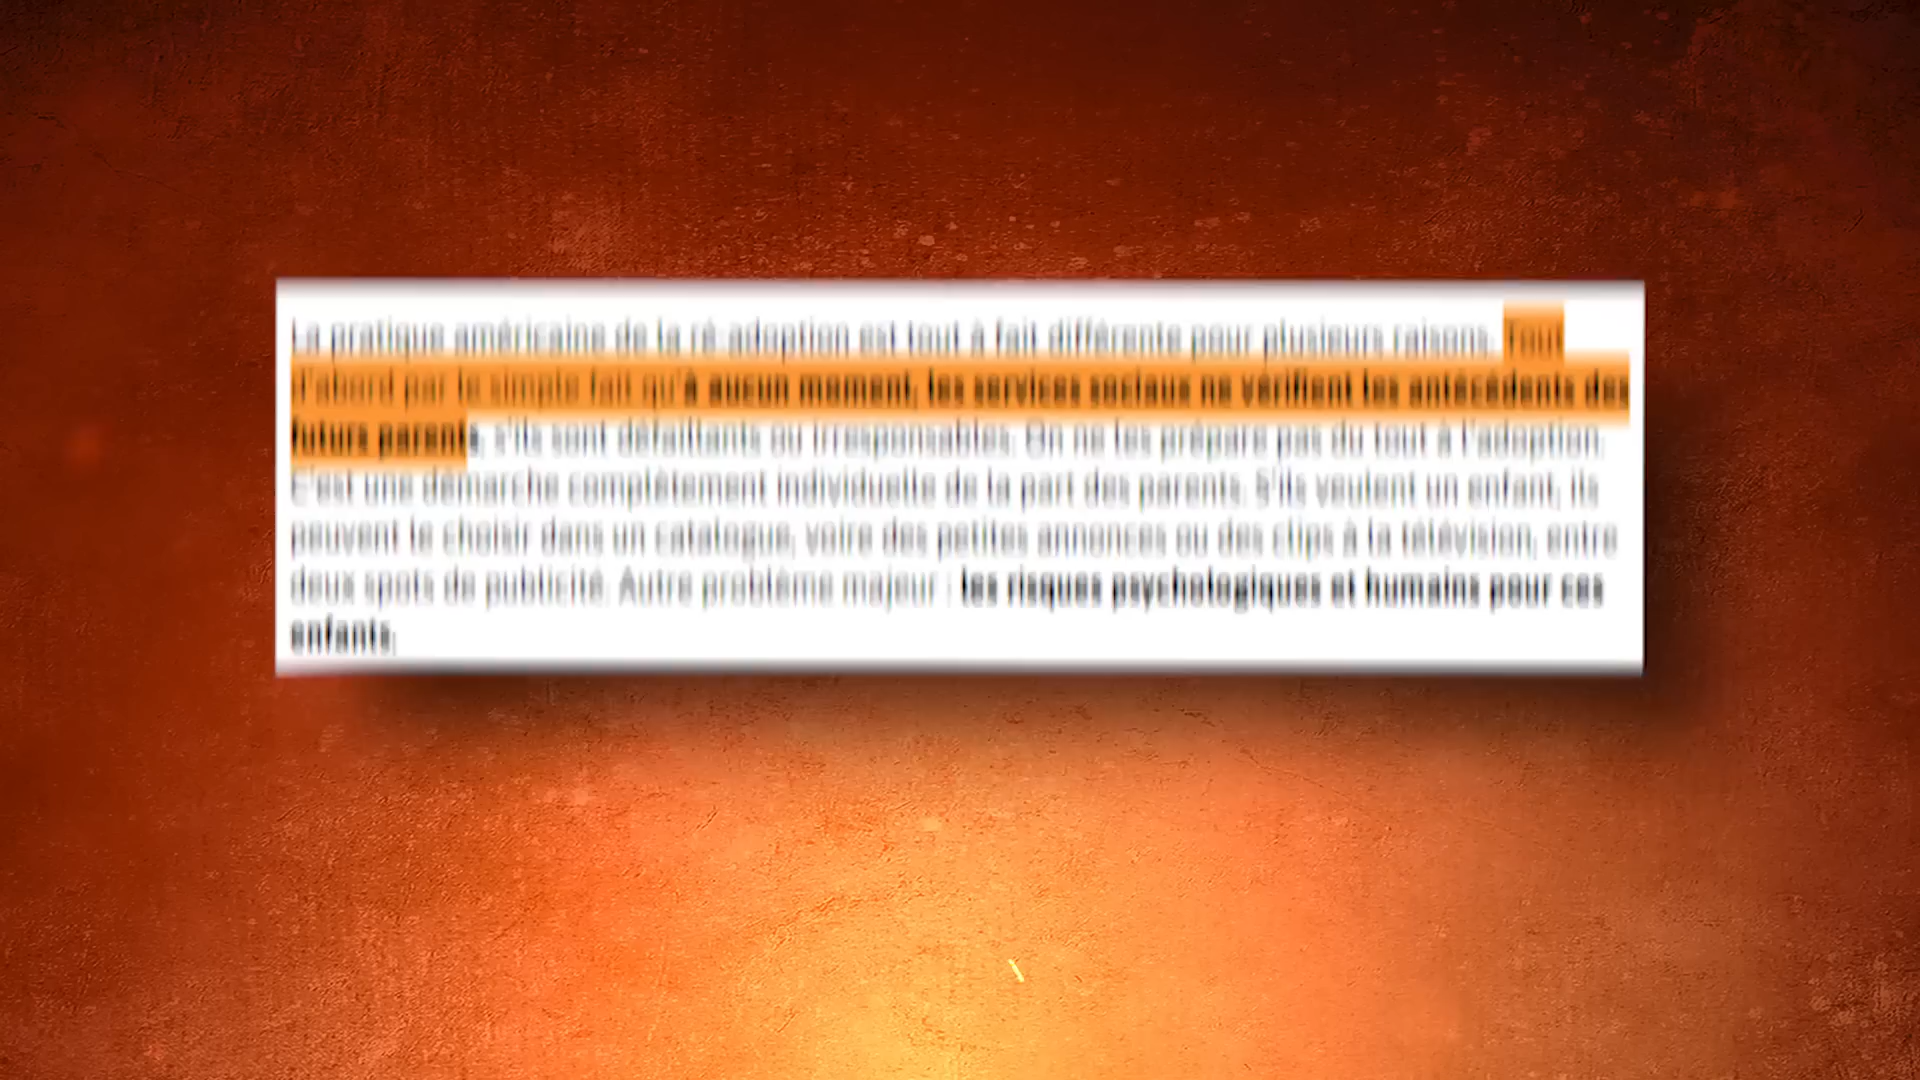 La pratique américaine de la ré-adoption est tout à fait différente pour plusieurs raisons. Tout
d'abord par le simple fait qu'à aucun moment, les services sociaux ne vérifient les antécédents des
futurs parents s'ils sont défaillants ou irresponsables. On ne les prépare pas du tout à l'adoption.
C'est une démarche complètement individuelle de la part des parents. S'ils veulent un enfant, ils
peuvent le choisir dans un catalogue, voire des petites annonces ou des clips à la télévision, entre
deux spots de publicité. Autre problème majeur : les risques psychologiques et humains pour ces
enfants.